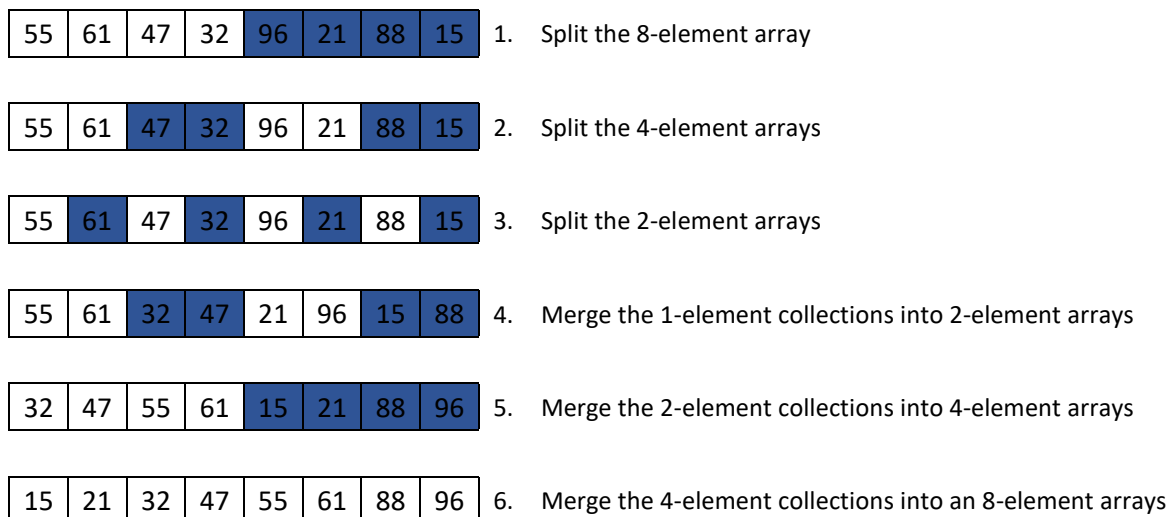 55 61 47 32 96 21 88 15 1. Split the 8-element array
55 61 47 32 96 21 88 15 2. Split the 4-element arrays
55 61 47 32 96 21 88 15 3. Split the 2-element arrays
55 61 32 47 21 96 15 88 4. Merge the 1-element collections into 2-element arrays
32 47 55 61 15 21 88 96 5. Merge the 2-element collections into 4-element arrays
15 21 32 47 55 61 88 96 6. Merge the 4-element collections into an 8-element arrays